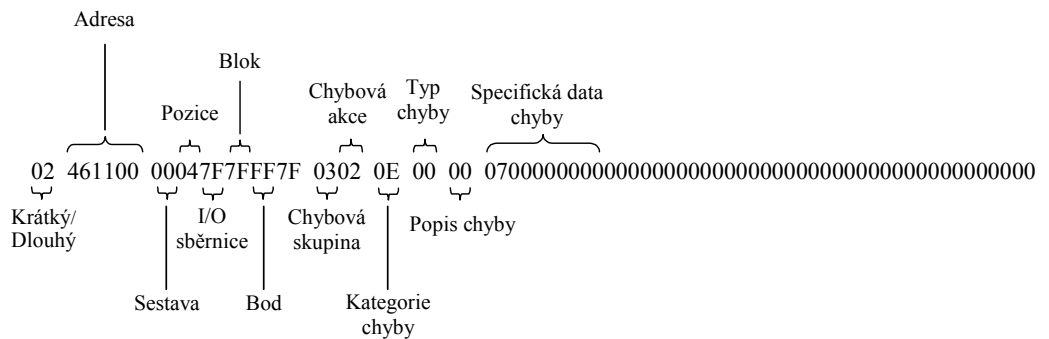 Adresa
Blok
Chybová akce
Typ chyby
Specifická data chyby
Pozice
02 461100 00047F7FFF7F 0302 0E 00 00 070000000000000000000000000000000000000000000000
Krátký/
Dlouhý
I/O
sběrnice
Chybová
skupina
Popis chyby
Sestava
Bod
Kategorie
chyby